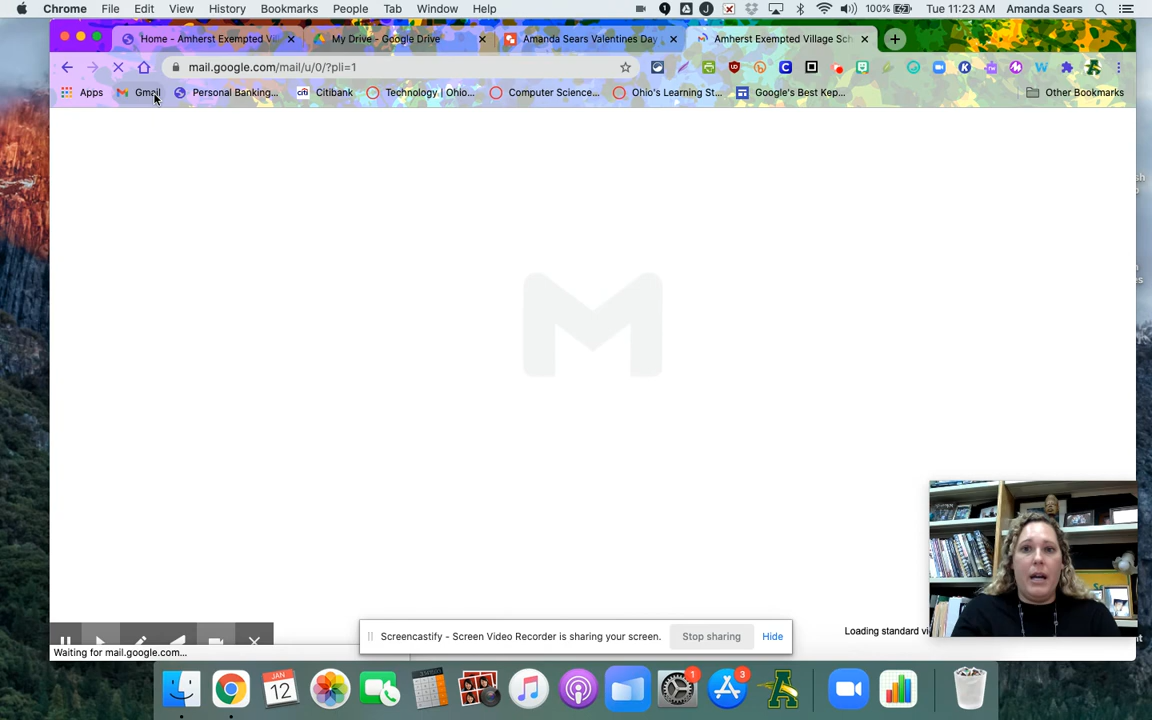 Chrome File Edit View History Bookmarks People Tab Window Help 100% Tue 11:23 AM Amanda Sears
Home - Amherst Exempted Vil My Drive - Google Drive Amanda Sears Valentines Day Amherst Exempted Village Sch
mail.google.com/mail/u/0/?pli=1
Apps Gmail Personal Banking... Citibank Technology | Ohio... Computer Science... Ohio's Learning St... Google's Best Kep... Other Bookmarks
Screencastify - Screen Video Recorder is sharing your screen. Stop sharing Hide
Loading standard vi
Waiting for mail.google.com...
JAN
12
1
3